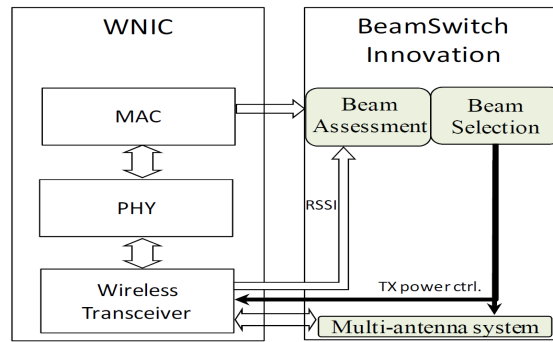 WNIC
BeamSwitch
Innovation
MAC
Beam
Assessment
Beam
Selection
PHY
RSSI
Wireless
Transceiver
TX power ctrl.
Multi-antenna system